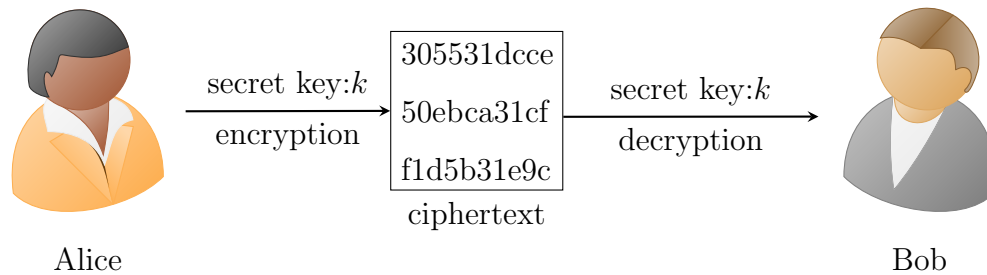 secret key:k
encryption
305531dcce
50ebca31cf
f1d5b31e9c
ciphertext
secret key:k
decryption
Alice
Bob